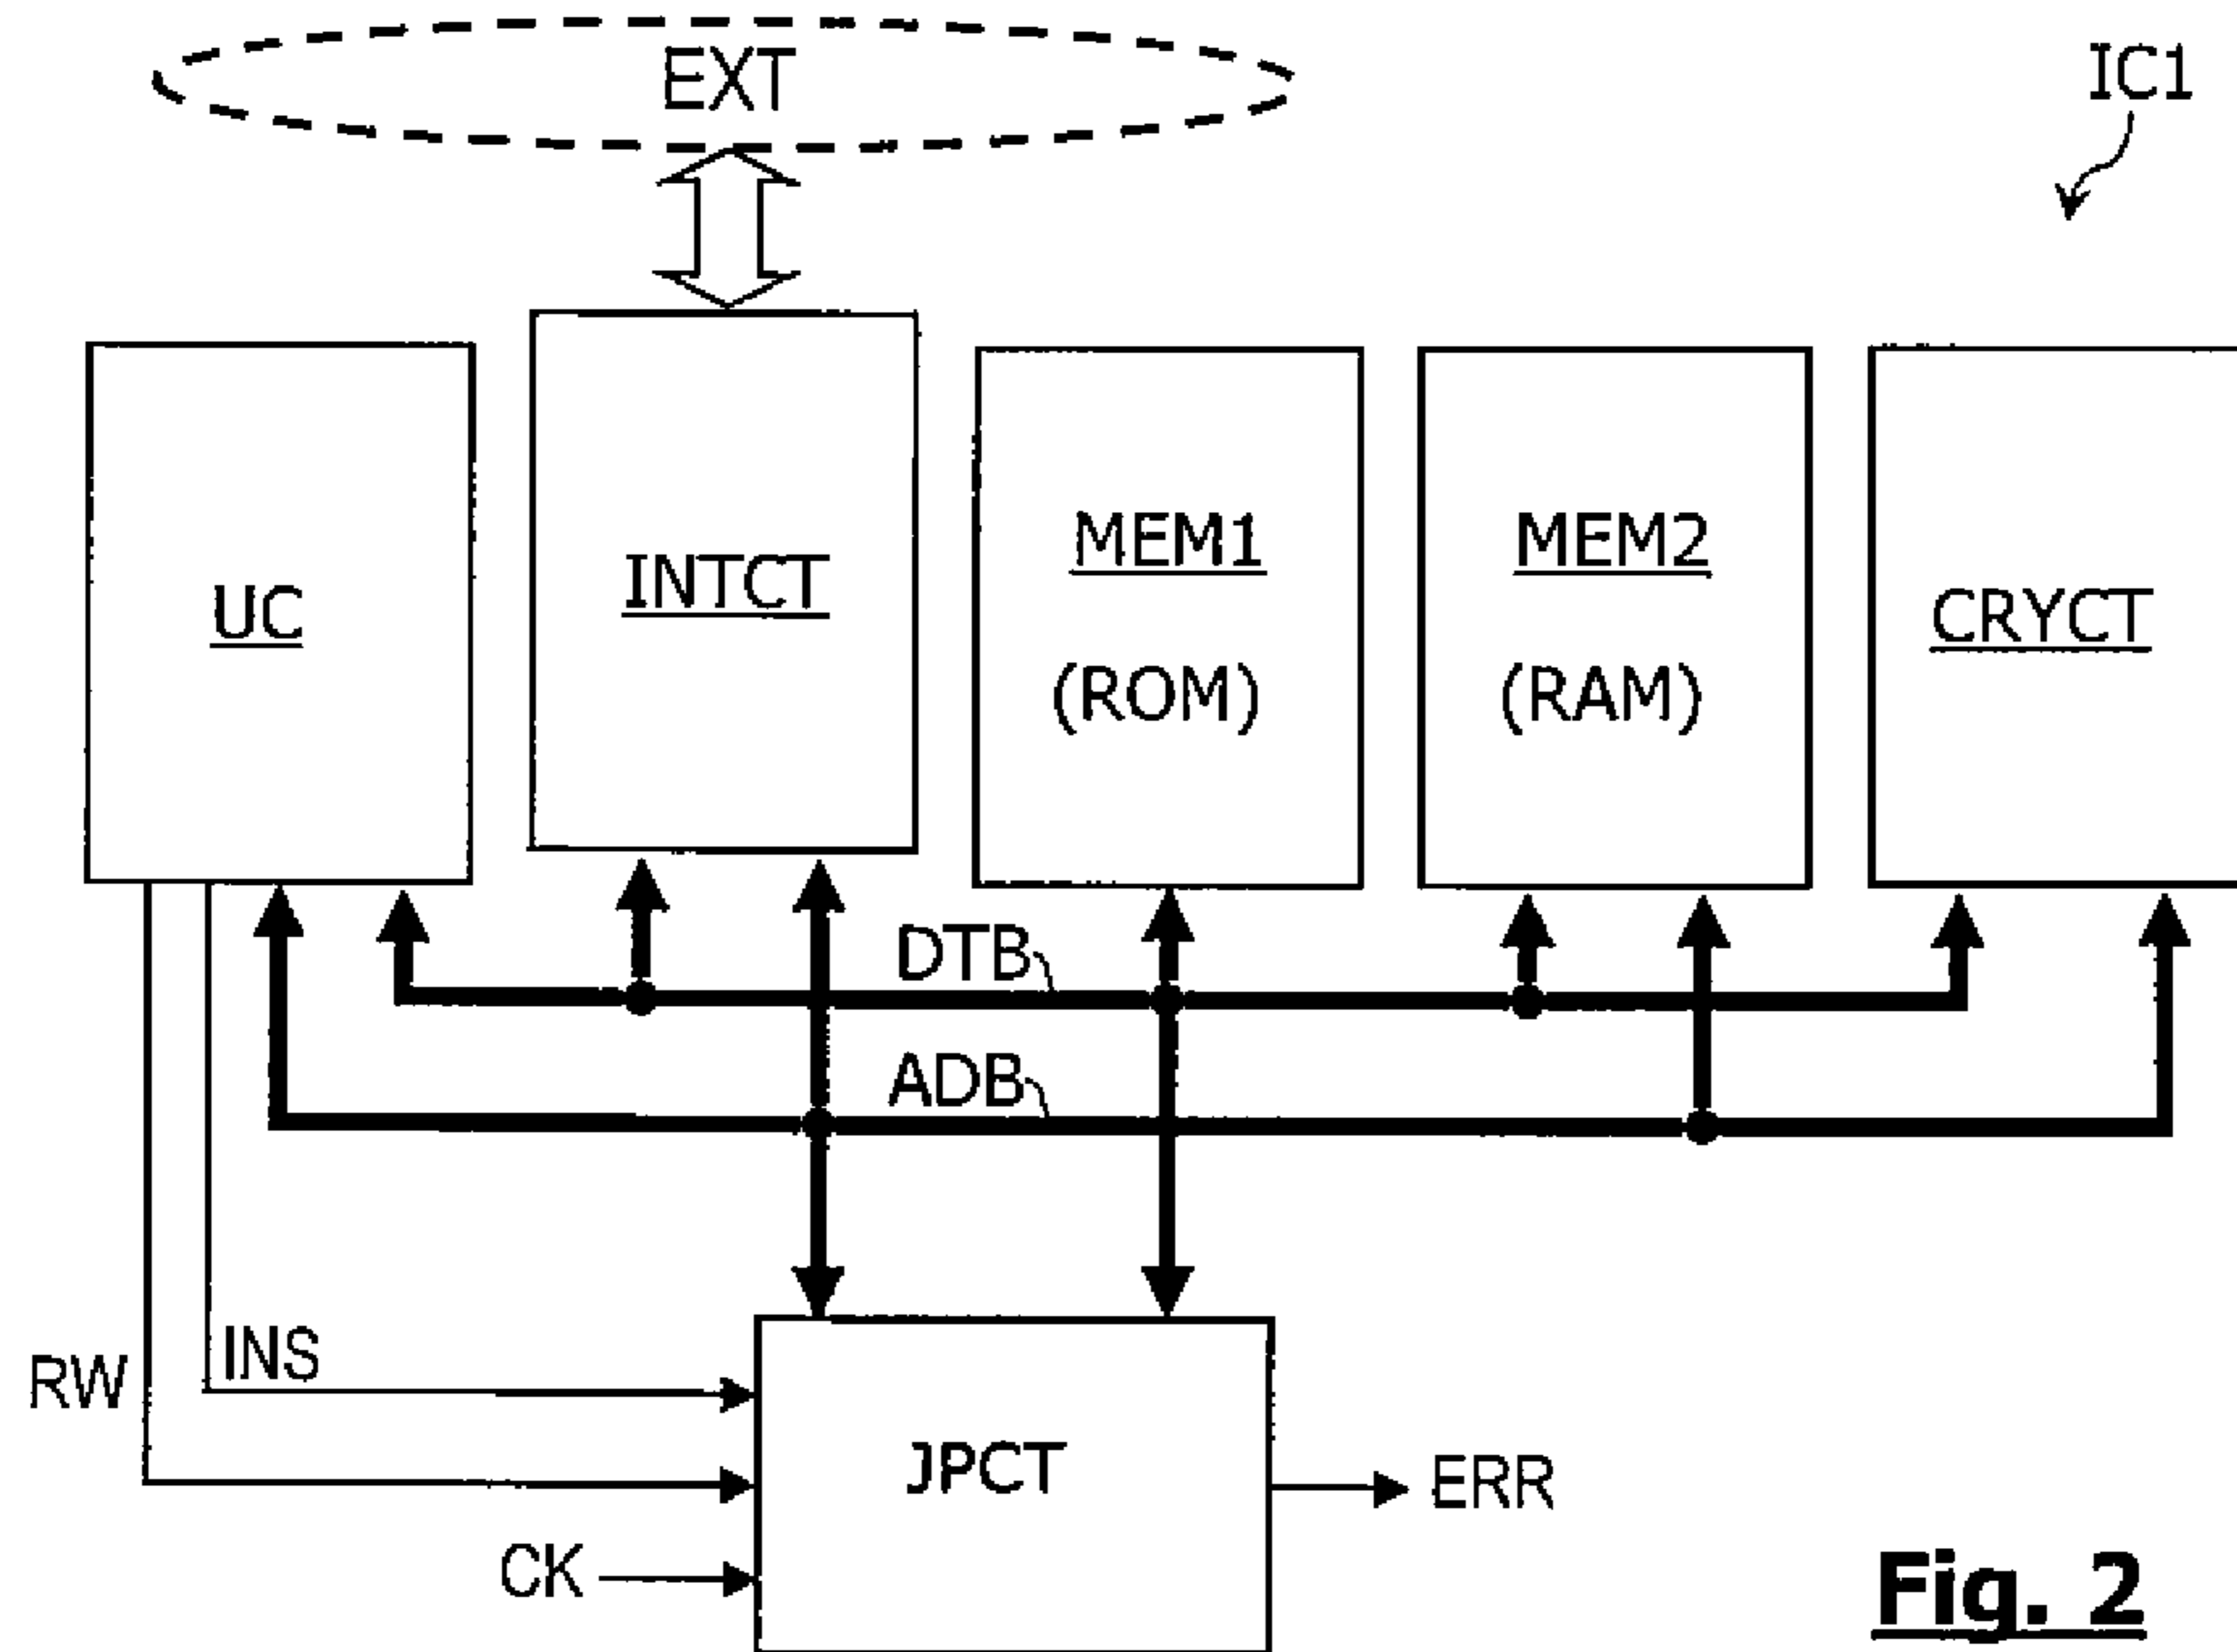 EXT
IC1
UC
INTCT
MEM1
(ROM)
MEM2
(RAM)
CRYCT
DTB
ADB
RW
INS
JPCT
CK
ERR
Fig. 2